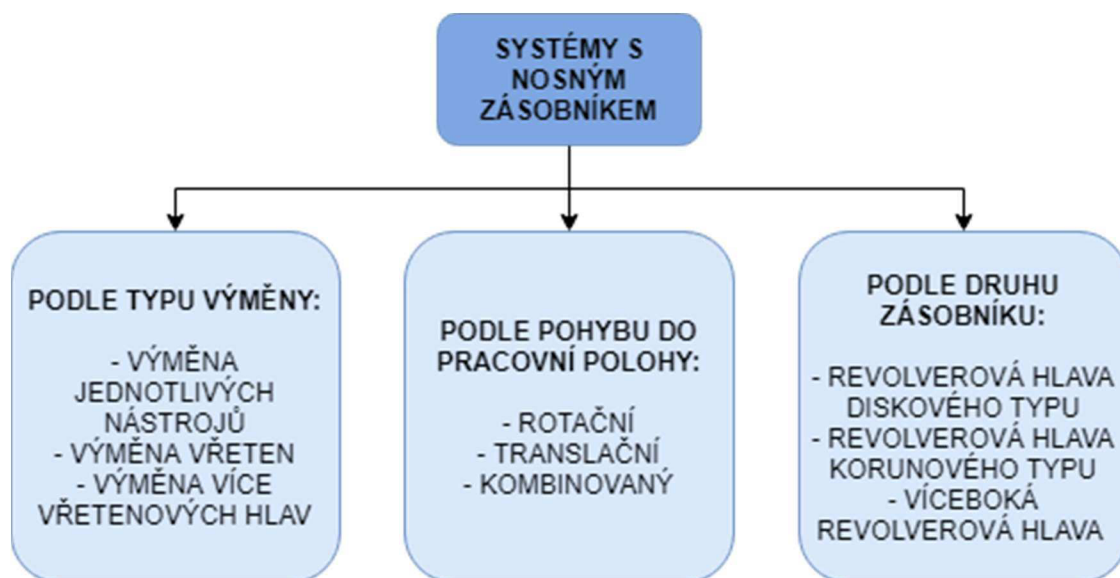 SYSTÉMY S
NOSNÝM
ZÁSOBNÍKEM
PODLE TYPU VÝMĚNY:
- VÝMĚNA
JEDNOTLIVÝCH
NÁSTROJŮ
- VÝMĚNA VŘETEN
- VÝMĚNA VÍCE
VŘETENOVÝCH HLAV
PODLE POHYBU DO
PRACOVNÍ POLOHY:
- ROTAČNÍ
- TRANSLAČNÍ
- KOMBINOVANÝ
PODLE DRUHU
ZÁSOBNÍKU:
- REVOLVEROVÁ HLAVA
DISKOVÉHO TYPU
- REVOLVEROVÁ HLAVA
KORUNOVÉHO TYPU
- VÍCEBOKÁ
REVOLVEROVÁ HLAVA